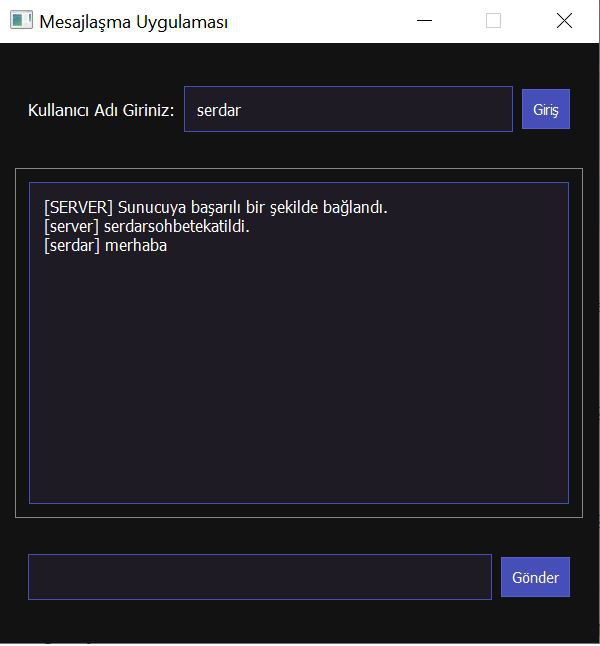 Mesajlaşma Uygulaması
Kullanıcı Adı Giriniz: serdar Giriş
[SERVER] Sunucuya başarılı bir şekilde bağlandı.
[server] serdarsohbetekatildi.
[serdar] merhaba
Gönder